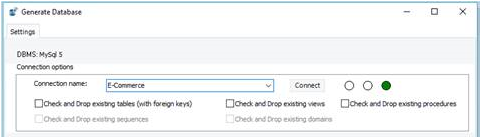 Generate Database
Settings
DBMS: MySql 5
Connection options
Connection name: E-Commerce Connect
Check and Drop existing tables (with foreign keys) Check and Drop existing views Check and Drop existing procedures
Check and Drop existing sequences Check and Drop existing domains